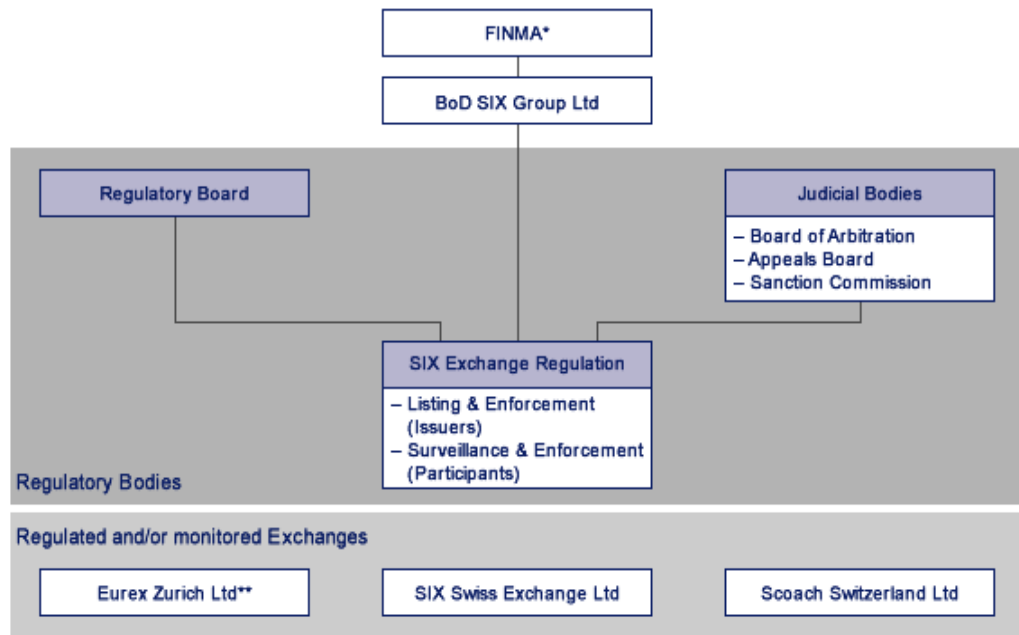 FINMA*
BoD SIX Group Ltd
Regulatory Board
Judicial Bodies
– Board of Arbitration
– Appeals Board
– Sanction Commission
SIX Exchange Regulation
– Listing & Enforcement
(Issuers)
– Surveillance & Enforcement
(Participants)
Regulatory Bodies
Regulated and/or monitored Exchanges
Eurex Zurich Ltd**
SIX Swiss Exchange Ltd
Scoach Switzerland Ltd